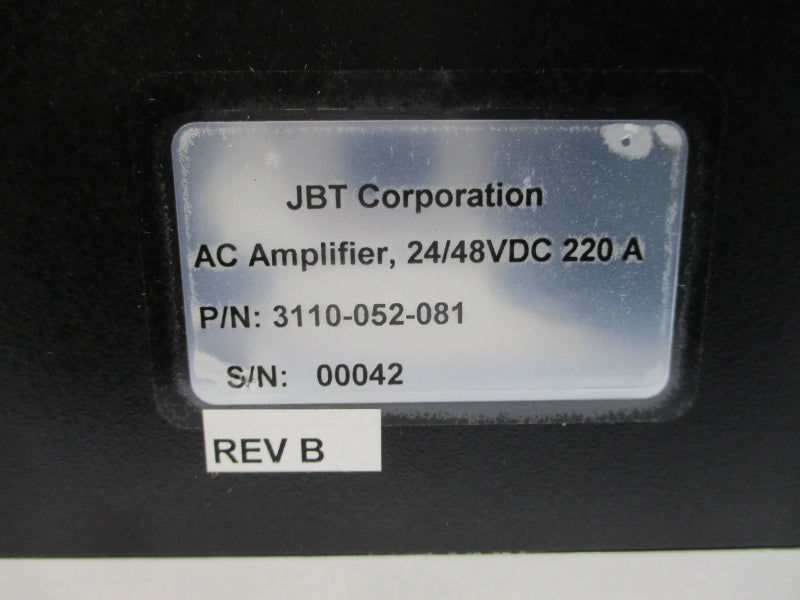 JBT Corporation
AC Amplifier, 24/48VDC 220 A
P/N: 3110-052-081
S/N: 00042
REV B